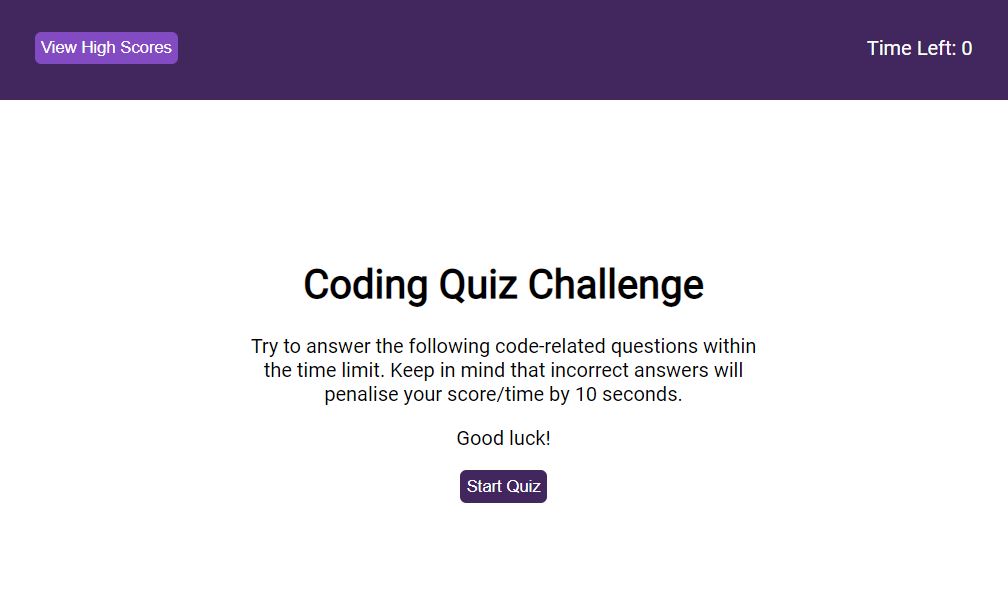 View High Scores
Time Left: 0
Coding Quiz Challenge
Try to answer the following code-related questions within
the time limit. Keep in mind that incorrect answers will
penalise your score/time by 10 seconds.
Good luck!
Start Quiz